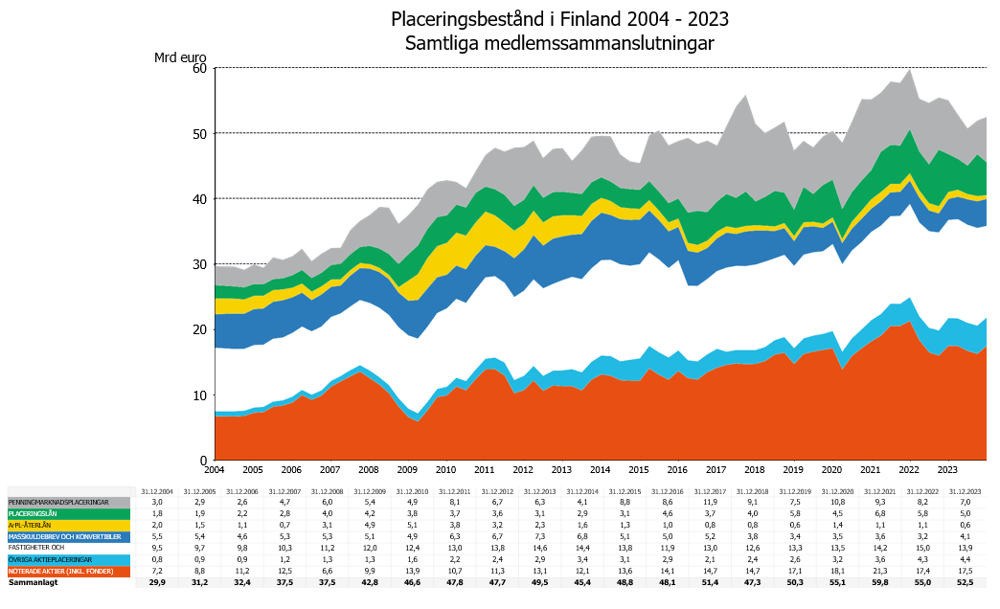 Placeringsbestånd i Finland 2004 - 2023
Samtliga medlemssammanslutningar
Mrd euro
60
50
40
30
20
10
0
2004 2005 2006 2007 2008 2009 2010 2011 2012 2013 2014 2015 2016 2017 2018 2019 2020 2021 2022 2023
31.12.2004 31.12.2005 31.12.2006 31.12.2007 31.12.2008 31.12.2009 31.12.2010 31.12.2011 31.12.2012 31.12.2013 31.12.2014 31.12.2015 31.12.2016 31.12.2017 31.12.2018 31.12.2019 31.12.2020 31.12.2021 31.12.2022 31.12.2023
PENNINGMARKNADSPLACERINGAR 3,0 2,9 2,6 4,7 6,0 5,4 4,9 8,1 6,7 6,3 4,1 8,8 8,6 11,9 9,1 7,5 10,8 9,3 8,2 7,0
PLACERINGSLÅN 1,8 1,9 2,2 2,8 4,0 4,2 3,8 3,7 3,6 3,1 2,9 3,1 4,6 3,7 4,0 5,8 4,5 6,8 5,8 5,0
ArPL-ÅTERLÅN 2,0 1,5 1,1 0,7 3,1 4,9 5,1 3,8 3,2 2,3 1,6 1,3 1,0 0,8 0,8 0,6 1,4 1,1 1,1 0,6
MASSKULDEBREV OCH KONVERTIBLER 5,5 5,4 4,6 5,3 5,3 5,1 4,9 6,3 6,7 7,3 6,8 5,1 5,0 5,2 3,8 3,4 3,5 3,6 3,2 4,1
FASTIGHETER OCH 9,5 9,7 9,8 10,3 11,2 12,0 12,4 13,0 13,8 14,6 14,4 13,8 11,9 13,0 12,6 13,3 13,5 14,2 15,0 13,9
ÖVRIGA AKTIEPLACERINGAR 0,8 0,9 0,9 1,2 1,3 1,3 1,6 2,2 2,4 2,9 3,4 3,1 2,9 2,1 2,4 2,6 3,2 3,6 4,3 4,4
NOTERADE AKTIER (INKL. FONDER) 7,2 8,8 11,2 12,5 6,6 9,9 13,9 10,7 11,3 13,1 12,1 13,6 14,1 14,7 14,7 17,1 18,1 21,3 17,4 17,5
Sammanlagt 29,9 31,2 32,4 37,5 37,5 42,8 46,6 47,8 47,7 49,5 45,4 48,8 48,1 51,4 47,3 50,3 55,1 59,8 55,0 52,5